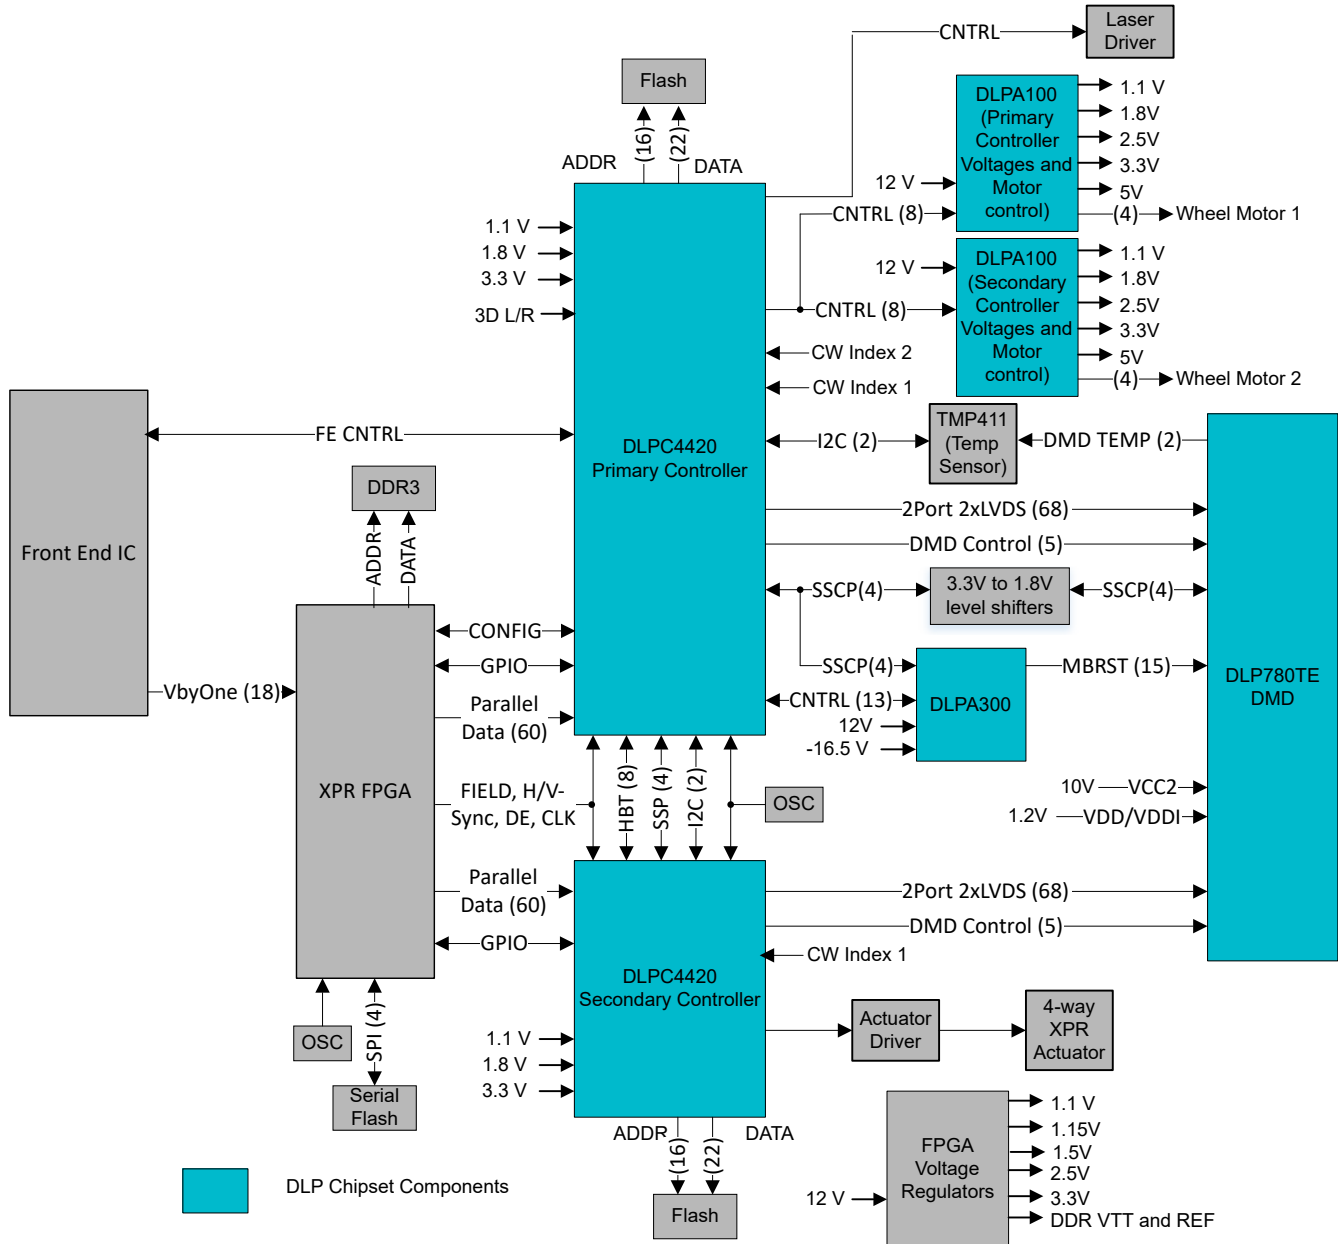 CNTRL
Laser
Driver
Flash
(16)
(22)
ADDR
DATA
DLPA100
(Primary
Controller
Voltages and
Motor
control)
1.1 V
1.8V
2.5V
3.3V
5V
(4)
Wheel Motor 1
12 V
CNTRL (8)
DLPA100
(Secondary
Controller
Voltages and
Motor
control)
1.1 V
1.8V
2.5V
3.3V
5V
(4)
Wheel Motor 2
12 V
CNTRL (8)
1.1 V
1.8 V
3.3 V
3D L/R
CW Index 2
CW Index 1
DLPC4420
Primary Controller
FE CNTRL
I2C (2)
TMP411
(Temp
Sensor)
DMD TEMP (2)
Front End IC
DDR3
ADDR
DATA
2Port 2xLVDS (68)
DMD Control (5)
SSCP(4)
3.3V to 1.8V
level shifters
SSCP(4)
CONFIG
GPIO
VbyOne (18)
Parallel
Data (60)
SSCP(4)
CNTRL (13)
12V
-16.5 V
DLPA300
MBRST (15)
DLP780TE
DMD
XPR FPGA
FIELD, H/V-
Sync, DE, CLK
HBT (8)
SSP (4)
I2C (2)
OSC
10V
VCC2
1.2V
VDD/VDDI
Parallel
Data (60)
GPIO
2Port 2xLVDS (68)
DMD Control (5)
CW Index 1
DLPC4420
Secondary Controller
OSC
SPI (4)
Serial
Flash
1.1 V
1.8 V
3.3 V
Actuator
Driver
4-way
XPR
Actuator
ADDR
(16)
(22)
DATA
Flash
12 V
FPGA
Voltage
Regulators
1.1 V
1.15V
1.5V
2.5V
3.3V
DDR VTT and REF
DLP Chipset Components